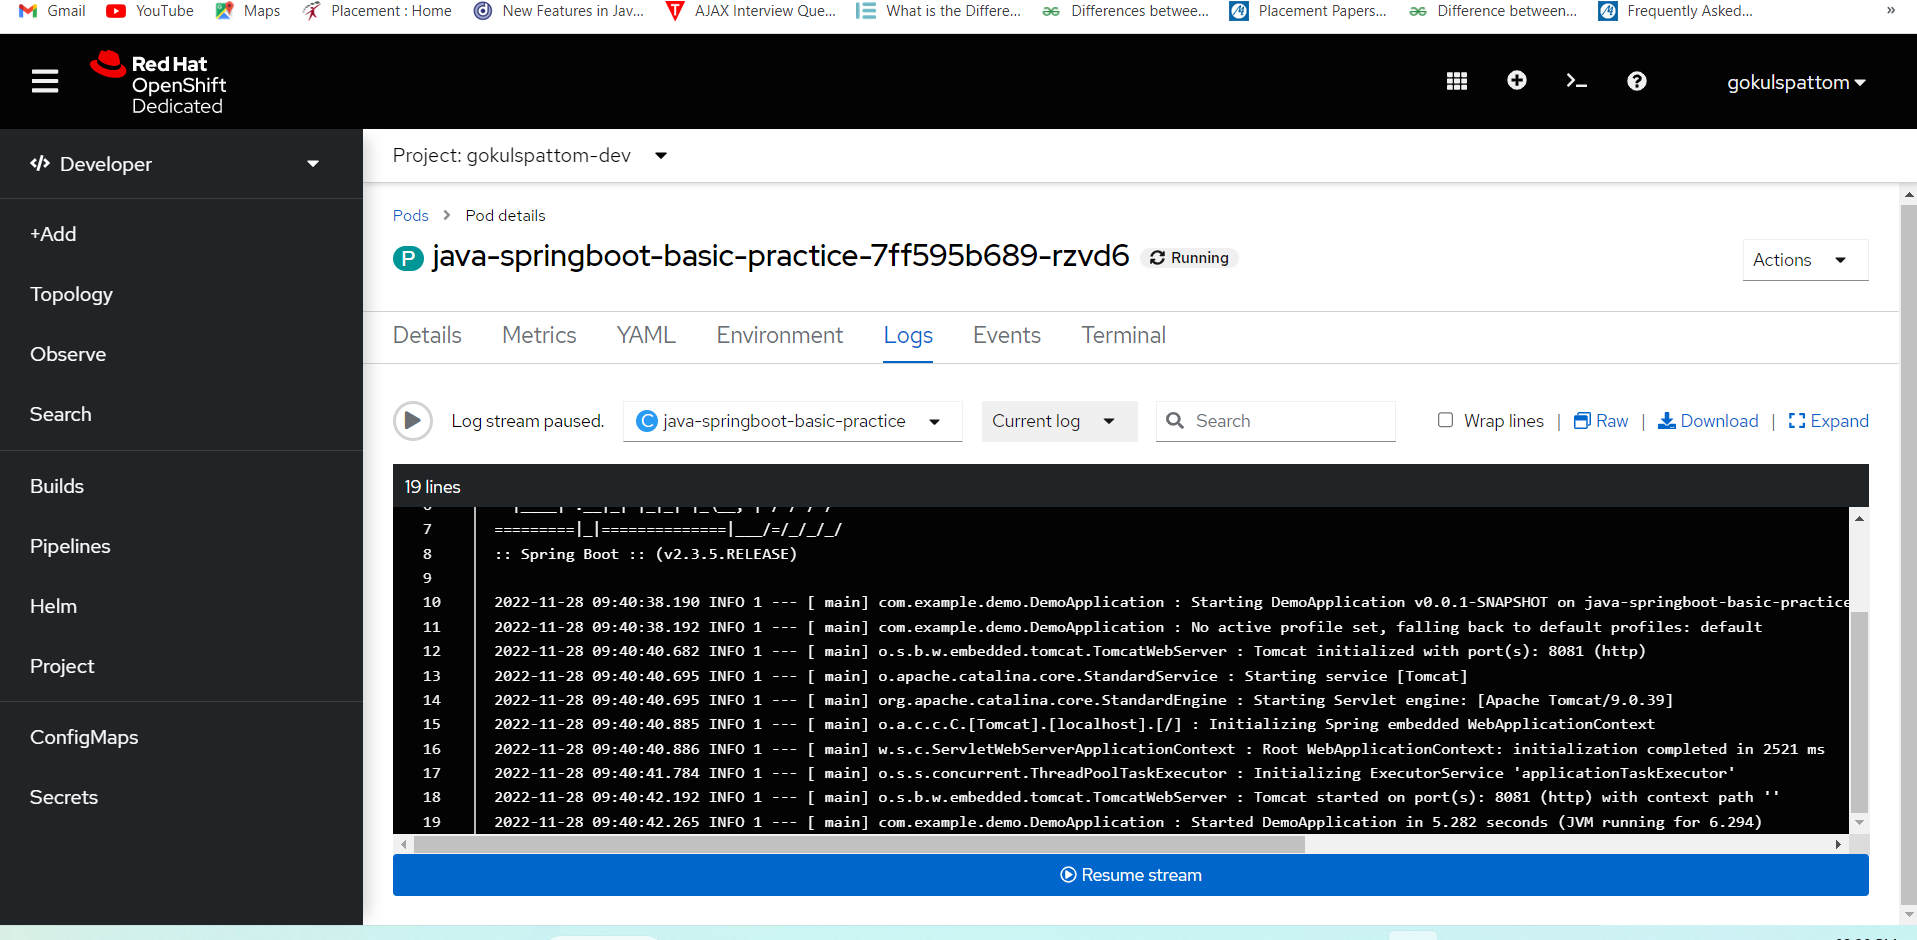 Gmail YouTube Maps Placement : Home New Features in Jav... AJAX Interview Que... What is the Differe... Differences betwee... Placement Papers... Difference between... Frequently Asked... »
Red Hat
OpenShift
Dedicated
gokulspattom
Developer
+Add
Topology
Observe
Search
Builds
Pipelines
Helm
Project
ConfigMaps
Secrets
Project: gokulspattom-dev
Pods > Pod details
P java-springboot-basic-practice-7ff595b689-rzvd6 Running
Actions
Details Metrics YAML Environment Logs Events Terminal
Log stream paused. C java-springboot-basic-practice Current log Search Wrap lines | Raw | Download | Expand
19 lines
7 =========|_|==============|___/=/_/_/_/
8 :: Spring Boot :: (v2.3.5.RELEASE)
9
10 2022-11-28 09:40:38.190 INFO 1 --- [ main] com.example.demo.DemoApplication : Starting DemoApplication v0.0.1-SNAPSHOT on java-springboot-basic-practice
11 2022-11-28 09:40:38.192 INFO 1 --- [ main] com.example.demo.DemoApplication : No active profile set, falling back to default profiles: default
12 2022-11-28 09:40:40.682 INFO 1 --- [ main] o.s.b.w.embedded.tomcat.TomcatWebServer : Tomcat initialized with port(s): 8081 (http)
13 2022-11-28 09:40:40.695 INFO 1 --- [ main] o.apache.catalina.core.StandardService : Starting service [Tomcat]
14 2022-11-28 09:40:40.695 INFO 1 --- [ main] org.apache.catalina.core.StandardEngine : Starting Servlet engine: [Apache Tomcat/9.0.39]
15 2022-11-28 09:40:40.885 INFO 1 --- [ main] o.a.c.c.C.[Tomcat].[localhost].[/] : Initializing Spring embedded WebApplicationContext
16 2022-11-28 09:40:40.886 INFO 1 --- [ main] w.s.c.ServletWebServerApplicationContext : Root WebApplicationContext: initialization completed in 2521 ms
17 2022-11-28 09:40:41.784 INFO 1 --- [ main] o.s.s.concurrent.ThreadPoolTaskExecutor : Initializing ExecutorService 'applicationTaskExecutor'
18 2022-11-28 09:40:42.192 INFO 1 --- [ main] o.s.b.w.embedded.tomcat.TomcatWebServer : Tomcat started on port(s): 8081 (http) with context path ''
19 2022-11-28 09:40:42.265 INFO 1 --- [ main] com.example.demo.DemoApplication : Started DemoApplication in 5.282 seconds (JVM running for 6.294)
Resume stream